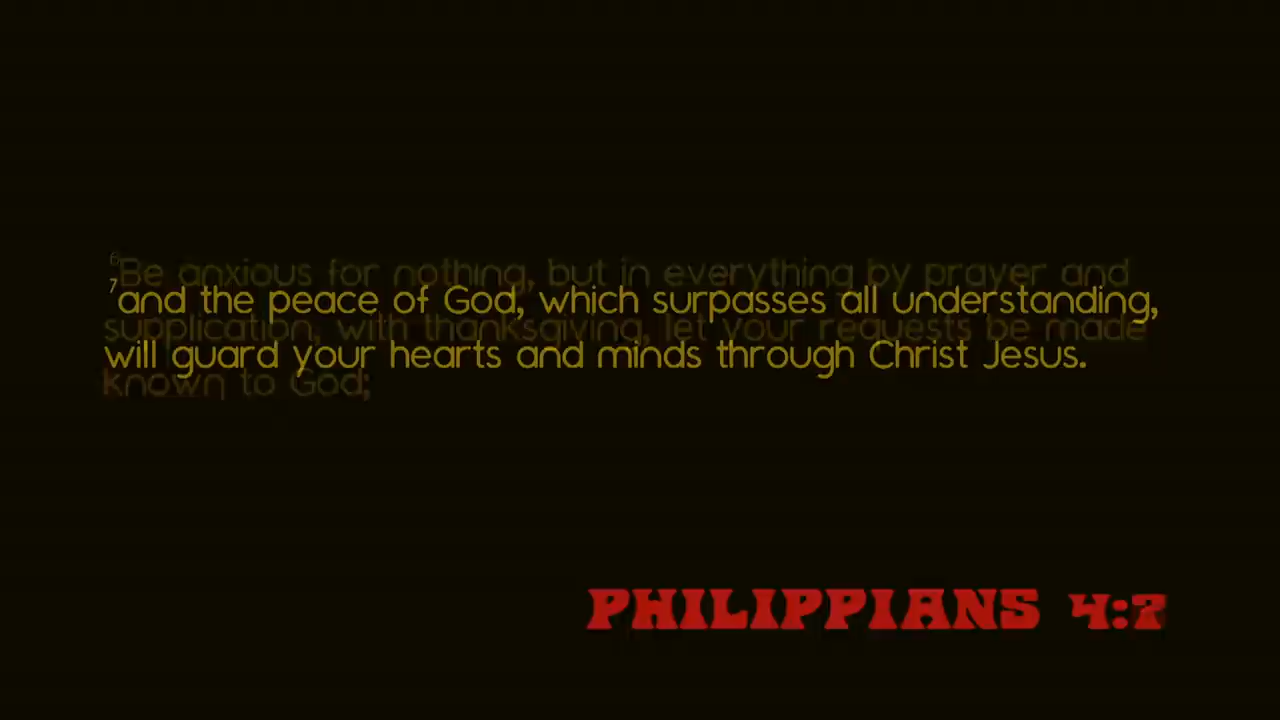 ⁶Be anxious for nothing, but in everything by prayer and
⁷and the peace of God, which surpasses all understanding,
supplication, with thanksgiving, let your requests be made
will guard your hearts and minds through Christ Jesus.
known to God;
PHILIPPIANS 4:7